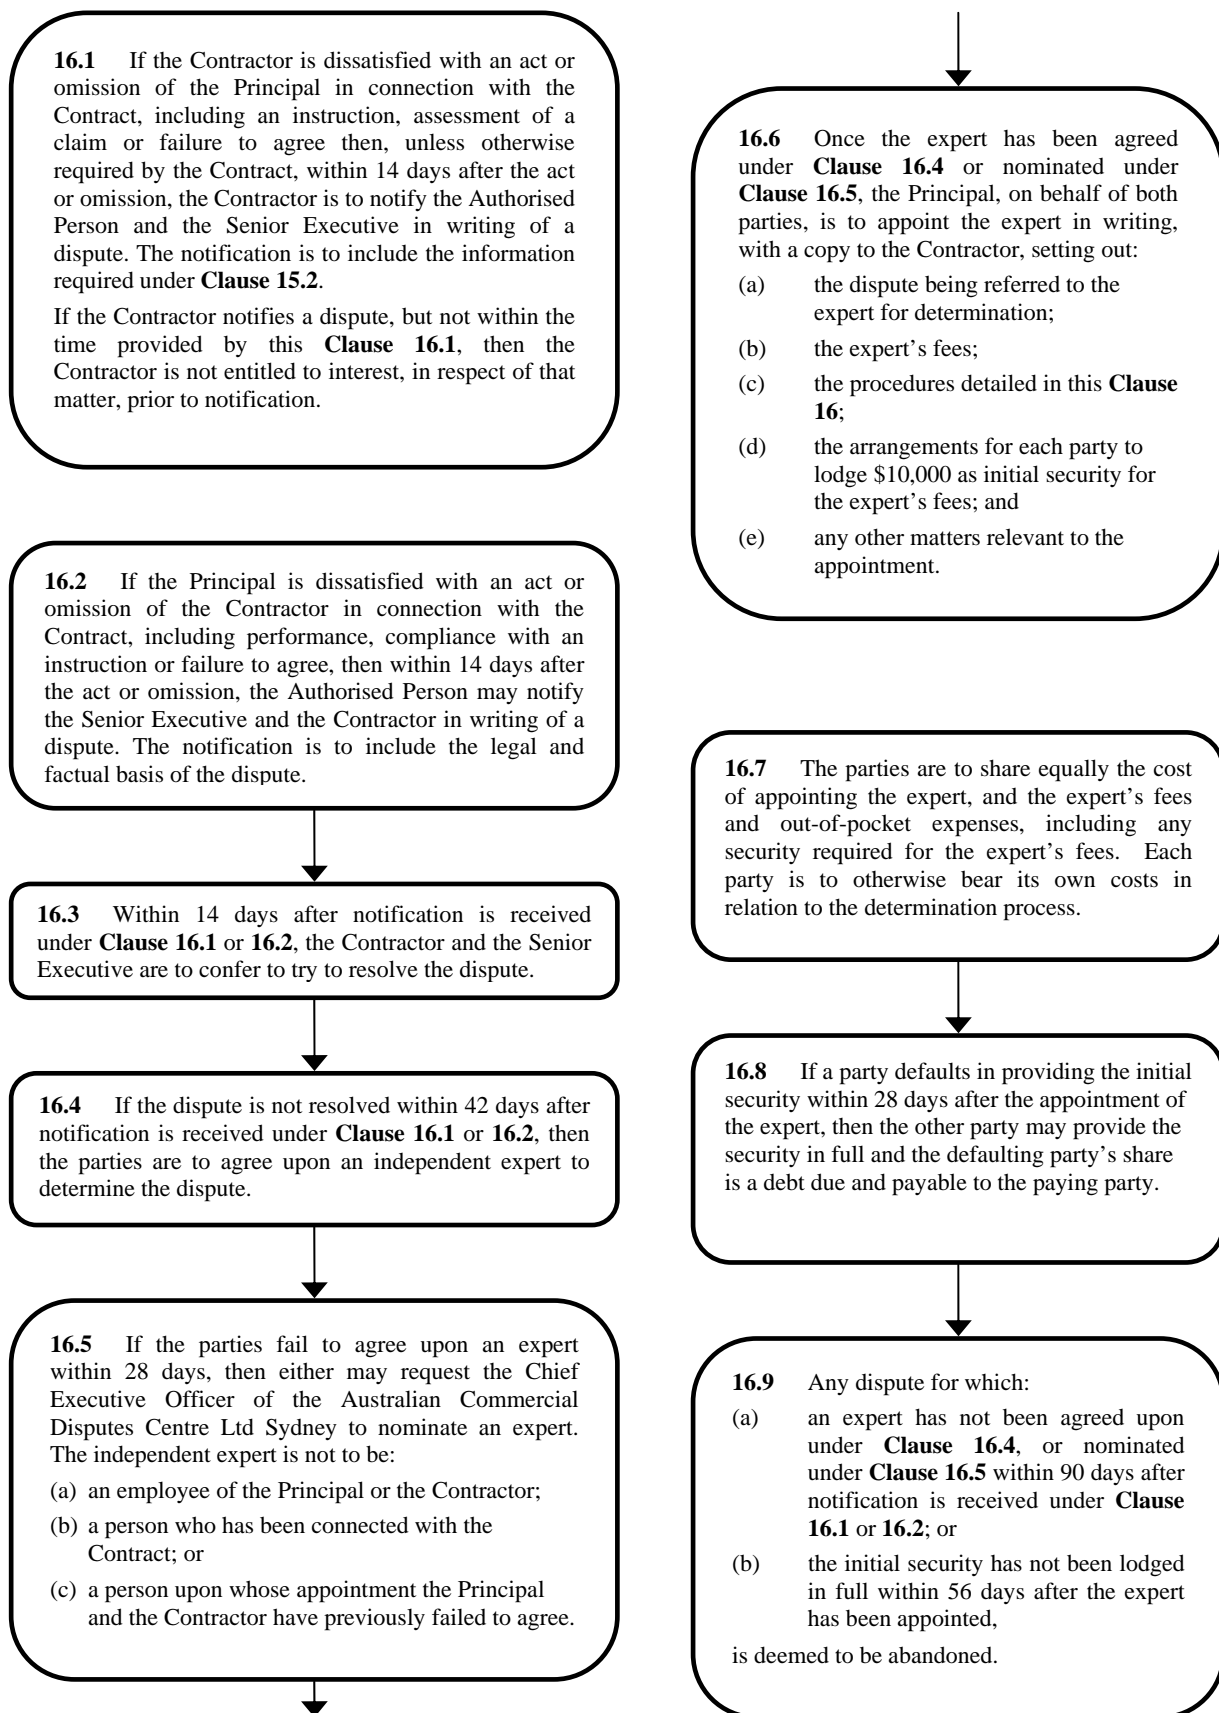 16.1 If the Contractor is dissatisfied with an act or
omission of the Principal in connection with the
Contract, including an instruction, assessment of a
claim or failure to agree then, unless otherwise
required by the Contract, within 14 days after the act
or omission, the Contractor is to notify the Authorised
Person and the Senior Executive in writing of a
dispute. The notification is to include the information
required under Clause 15.2.
If the Contractor notifies a dispute, but not within the
time provided by this Clause 16.1, then the
Contractor is not entitled to interest, in respect of that
matter, prior to notification.
16.2 If the Principal is dissatisfied with an act or
omission of the Contractor in connection with the
Contract, including performance, compliance with an
instruction or failure to agree, then within 14 days after
the act or omission, the Authorised Person may notify
the Senior Executive and the Contractor in writing of a
dispute. The notification is to include the legal and
factual basis of the dispute.
16.3 Within 14 days after notification is received
under Clause 16.1 or 16.2, the Contractor and the Senior
Executive are to confer to try to resolve the dispute.
16.4 If the dispute is not resolved within 42 days after
notification is received under Clause 16.1 or 16.2, then
the parties are to agree upon an independent expert to
determine the dispute.
16.5 If the parties fail to agree upon an expert
within 28 days, then either may request the Chief
Executive Officer of the Australian Commercial
Disputes Centre Ltd Sydney to nominate an expert.
The independent expert is not to be:
(a) an employee of the Principal or the Contractor;
(b) a person who has been connected with the
Contract; or
(c) a person upon whose appointment the Principal
and the Contractor have previously failed to agree.
16.6 Once the expert has been agreed
under Clause 16.4 or nominated under
Clause 16.5, the Principal, on behalf of both
parties, is to appoint the expert in writing,
with a copy to the Contractor, setting out:
(a) the dispute being referred to the
expert for determination;
(b) the expert's fees;
(c) the procedures detailed in this Clause
16;
(d) the arrangements for each party to
lodge $10,000 as initial security for
the expert's fees; and
(e) any other matters relevant to the
appointment.
16.7 The parties are to share equally the cost
of appointing the expert, and the expert's fees
and out-of-pocket expenses, including any
security required for the expert's fees. Each
party is to otherwise bear its own costs in
relation to the determination process.
16.8 If a party defaults in providing the initial
security within 28 days after the appointment of
the expert, then the other party may provide the
security in full and the defaulting party's share
is a debt due and payable to the paying party.
16.9 Any dispute for which:
(a) an expert has not been agreed upon
under Clause 16.4, or nominated
under Clause 16.5 within 90 days after
notification is received under Clause
16.1 or 16.2; or
(b) the initial security has not been lodged
in full within 56 days after the expert
has been appointed,
is deemed to be abandoned.